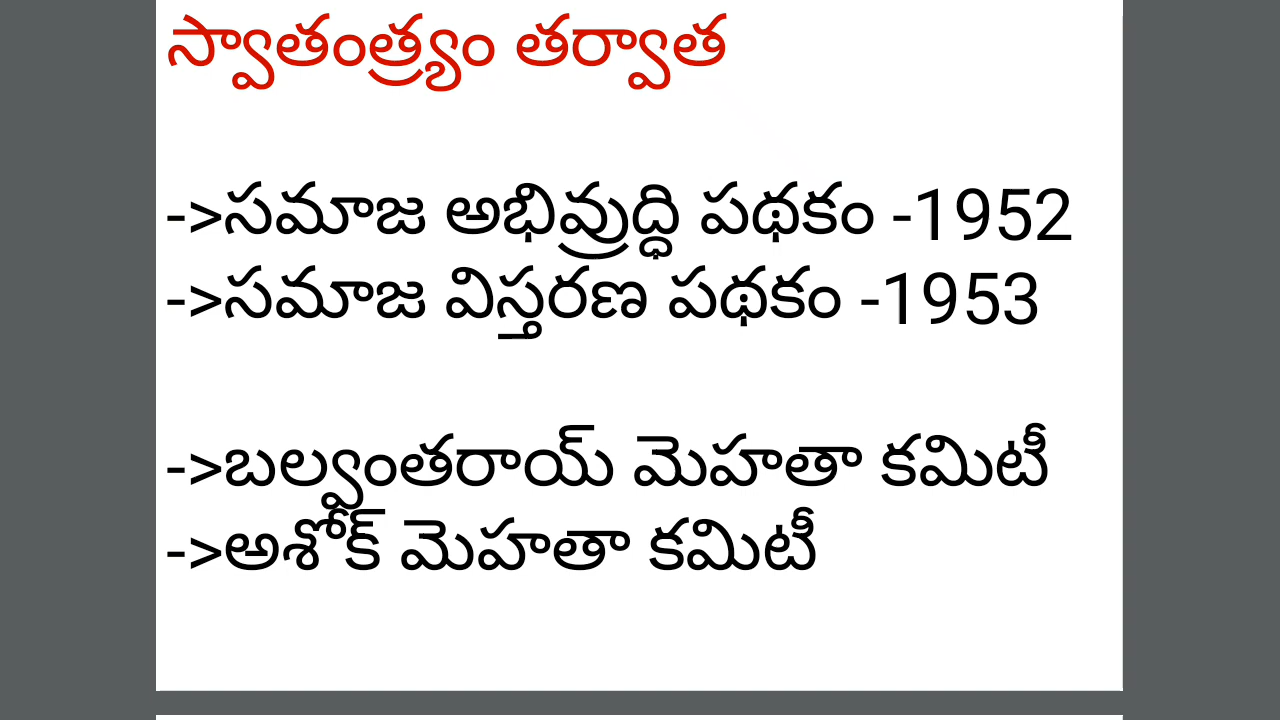 స్వాతంత్ర్యం తర్వాత
->సమాజ అభివ్రుద్ధి పథకం -1952
->సమాజ విస్తరణ పథకం -1953
->బల్వంతరాయ్ మెహతా కమిటీ
->అశోక్ మెహతా కమిటీ